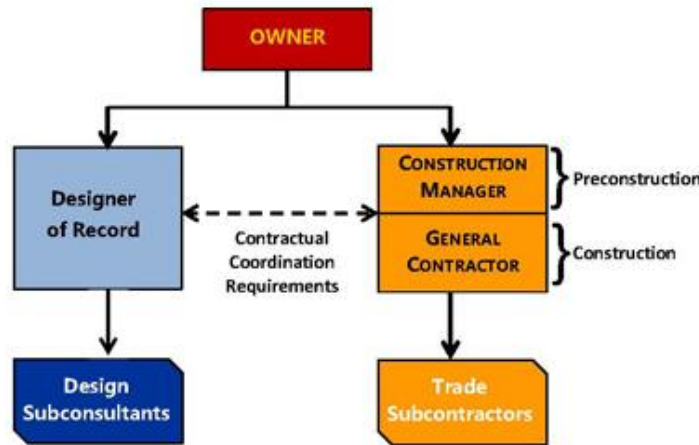 OWNER
Designer
of Record
CONSTRUCTION
MANAGER
Preconstruction
Contractual
Coordination
Requirements
GENERAL
CONTRACTOR
Construction
Design
Subconsultants
Trade
Subcontractors